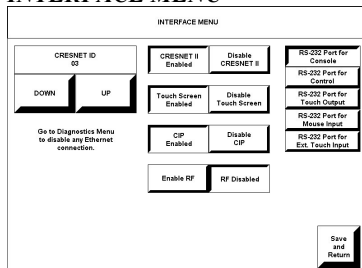 INTERFACE MENU
INTERFACE MENU
CRESNET ID
03
DOWN
UP
Go to Diagnostics Menu
to disable any Ethernet
connection.
CRESNET II
Enabled
Disable
CRESNET II
Touch Screen
Enabled
Disable
Touch Screen
CIP
Enabled
Disable
CIP
Enable RF
RF Disabled
RS-232 Port for
Console
RS-232 Port for
Control
RS-232 Port for
Touch Output
RS-232 Port for
Mouse Input
RS-232 Port for
Ext. Touch Input
Save
and
Return